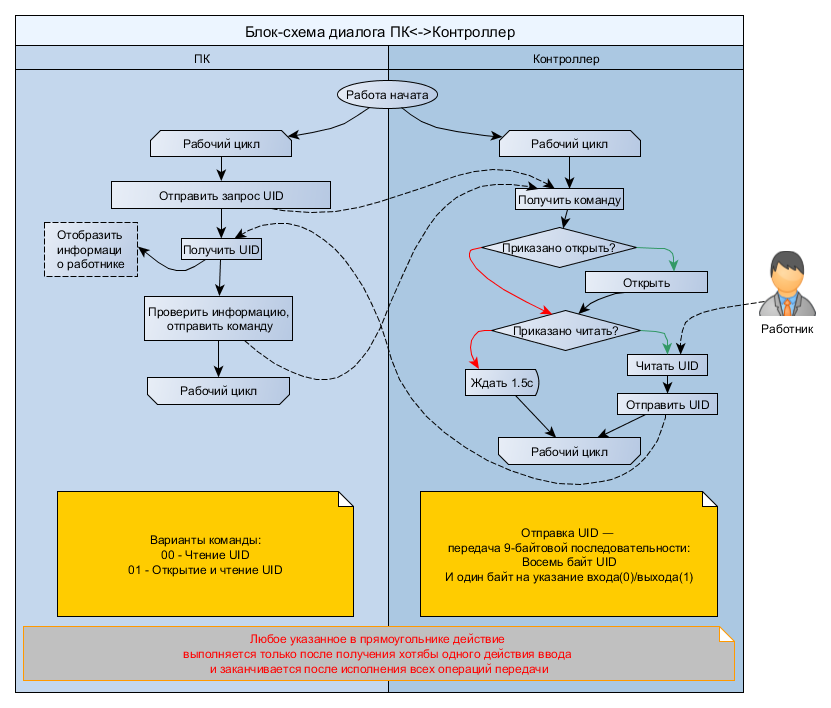 Блок-схема диалога ПК<->Контроллер
ПК
Контроллер
Работа начата
Рабочий цикл
Отправить запрос UID
Получить UID
Отобразить
информаци
о работнике
Проверить информацию,
отправить команду
Рабочий цикл
Рабочий цикл
Получить команду
Приказано открыть?
Открыть
Приказано читать?
Ждать 1.5с
Читать UID
Отправить UID
Рабочий цикл
Работник
Варианты команды:
00 - Чтение UID
01 - Открытие и чтение UID
Отправка UID —
передача 9-байтовой последовательности:
Восемь байт UID
И один байт на указание входа(0)/выхода(1)
Любое указанное в прямоугольнике действие
выполняется только после получения хотябы одного действия ввода
и заканчивается после исполнения всех операций передачи